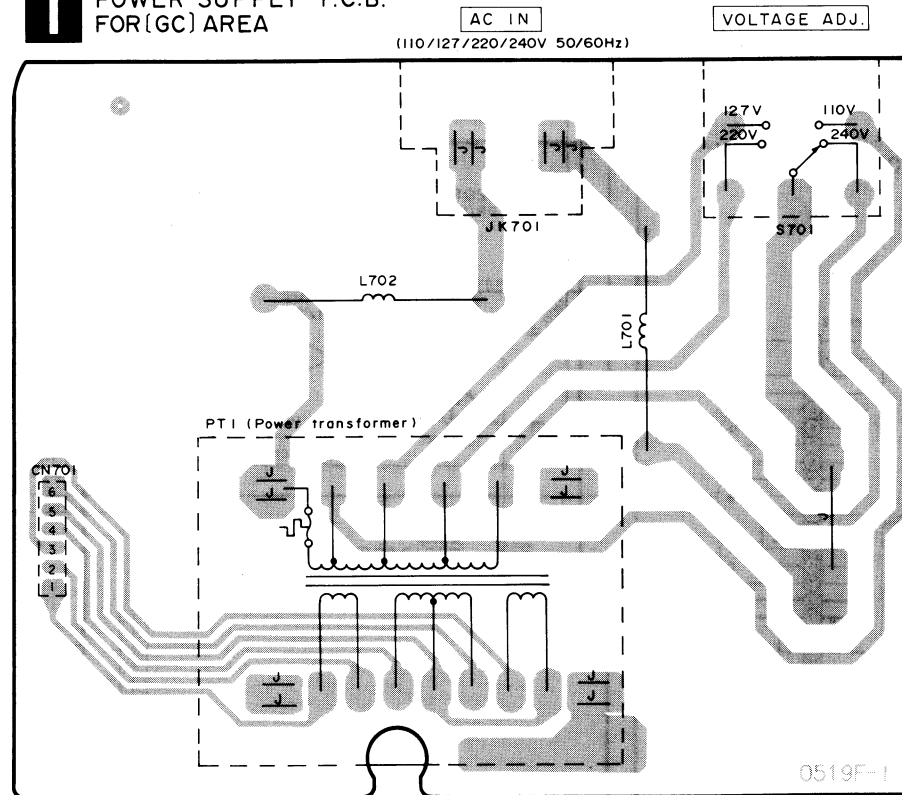 POWER SUPPLY P.C.B.
FOR[GC] AREA
AC IN
(110/127/220/240V 50/60Hz)
VOLTAGE ADJ.
127V
220V
110V
240V
JK701
S701
L702
L701
PT1 (Power transformer)
CN701
6
5
4
3
2
1
J
J
J
J
J
J
J
J
0519F-1